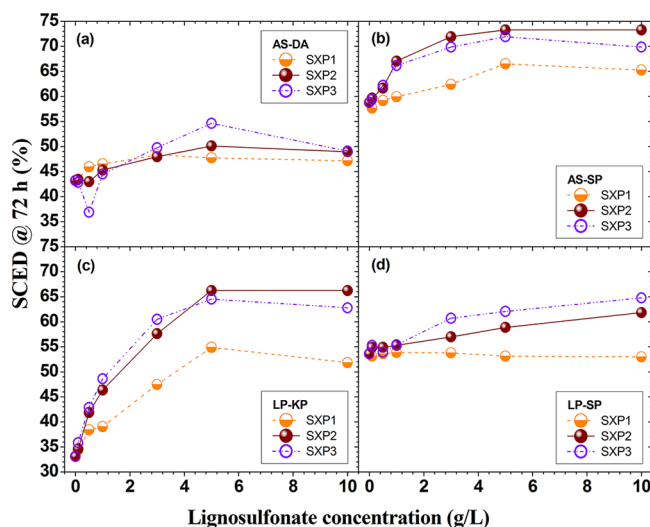 (a)
AS-DA
SXP1
SXP2
SXP3
(b)
AS-SP
SXP1
SXP2
SXP3
(c)
LP-KP
SXP1
SXP2
SXP3
(d)
LP-SP
SXP1
SXP2
SXP3
75
70
65
60
55
50
45
40
35
75
70
65
60
55
50
45
40
35
30
0 2 4 6 8 10 0 2 4 6 8 10
SCED @ 72 h (%)
Lignosulfonate concentration (g/L)